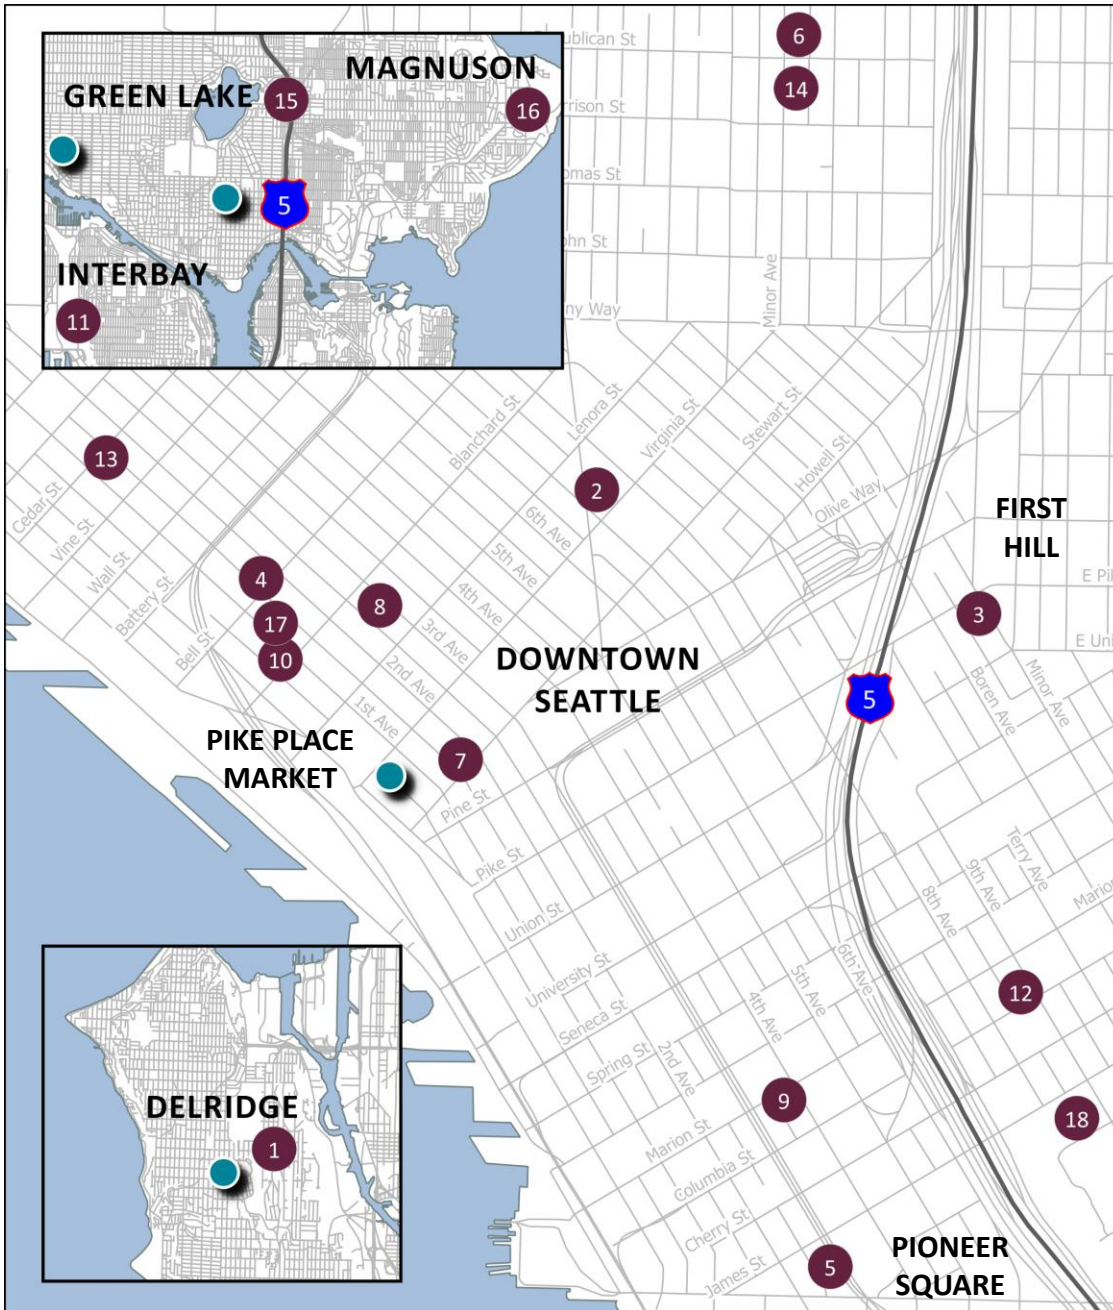 6
Republican St
MAGNUSON
GREEN LAKE
15
14
16
rrison St
omas St
5
ohn St
INTERBAY
Minor Ave
11
ny Way
Blanchard St
Lenora St
Virginia St
Stewart St
13
Howell St
2
Olive Way
Cedar St
FIRST
HILL
Vine St
6th Ave
Wall St
5th Ave
4
Battery St
4th Ave
E Pi
8
3
17
3rd Ave
Bell St
E Uni
10
DOWNTOWN
SEATTLE
2nd Ave
Boren Ave
Minor Ave
5
1st Ave
PIKE PLACE
MARKET
7
Pine St
Pike St
Terry Ave
9th Ave
8th Ave
Mario
Union St
6th Ave
University St
5th Ave
12
4th Ave
Seneca St
Spring St
2nd Ave
DELRIDGE
9
18
Marion St
1
Columbia St
Cherry St
PIONEER
SQUARE
5
James St